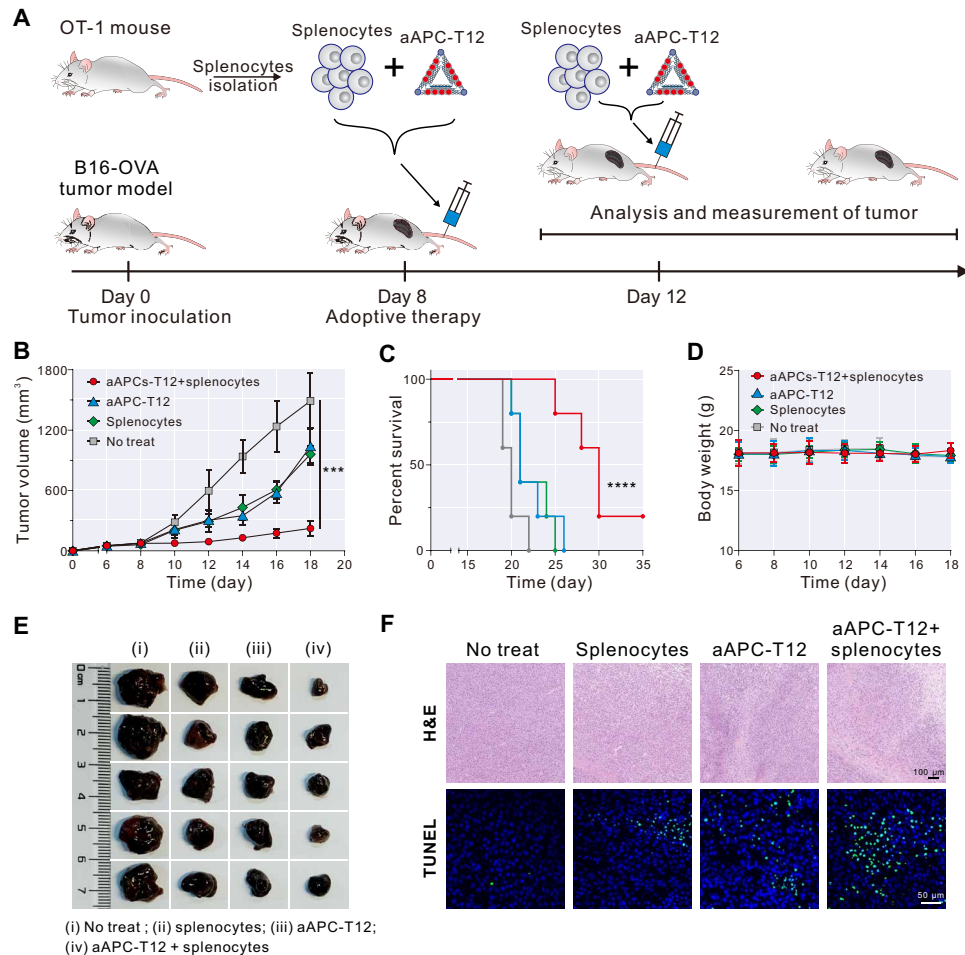 A
OT-1 mouse
Splenocytes
isolation
Splenocytes
aAPC-T12
+
Splenocytes
aAPC-T12
+
B16-OVA
tumor model
Analysis and measurement of tumor
Day 0
Day 8
Day 12
Tumor inoculation
Adoptive therapy
B
Tumor volume (mm³)
1800
1200
600
0
aAPCs-T12+splenocytes
aAPC-T12
Splenocytes
No treat
***
0 6 8 10 12 14 16 18 20
Time (day)
C
Percent survival
100
50
0
****
0 15 20 25 30 35
Time (day)
D
Body weight (g)
25
20
15
10
aAPCs-T12+splenocytes
aAPC-T12
Splenocytes
No treat
6 8 10 12 14 16 18
Time (day)
E
(i) (ii) (iii) (iv)
0
cm
1
2
3
4
5
6
7
(i) No treat ; (ii) splenocytes; (iii) aAPC-T12;
(iv) aAPC-T12 + splenocytes
F
No treat
Splenocytes
aAPC-T12
aAPC-T12+
splenocytes
H&E
100 µm
TUNEL
50 µm